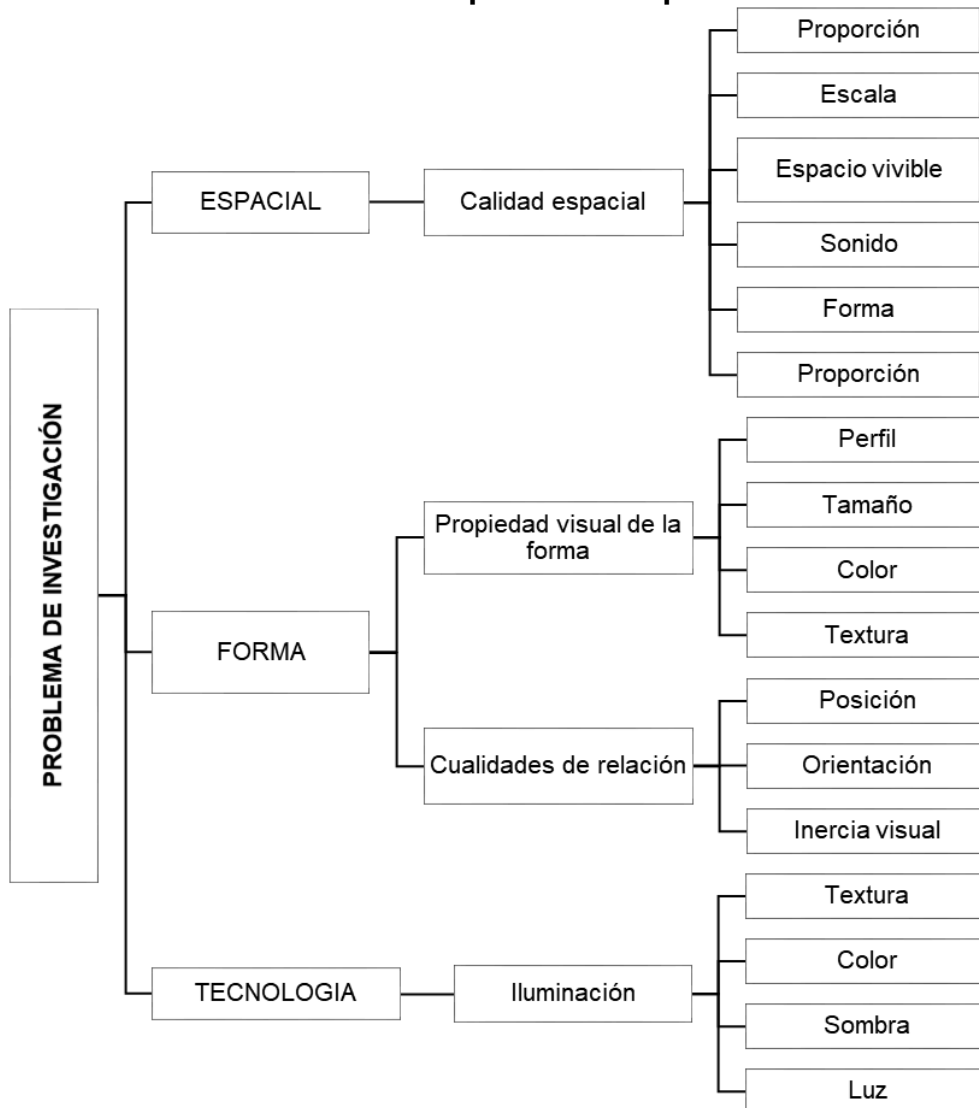 PROBLEMA DE INVESTIGACIÓN
ESPACIAL
Calidad espacial
Proporción
Escala
Espacio vivible
Sonido
Forma
Proporción
FORMA
Propiedad visual de la
forma
Perfil
Tamaño
Color
Textura
Cualidades de relación
Posición
Orientación
Inercia visual
TECNOLOGIA
Iluminación
Textura
Color
Sombra
Luz